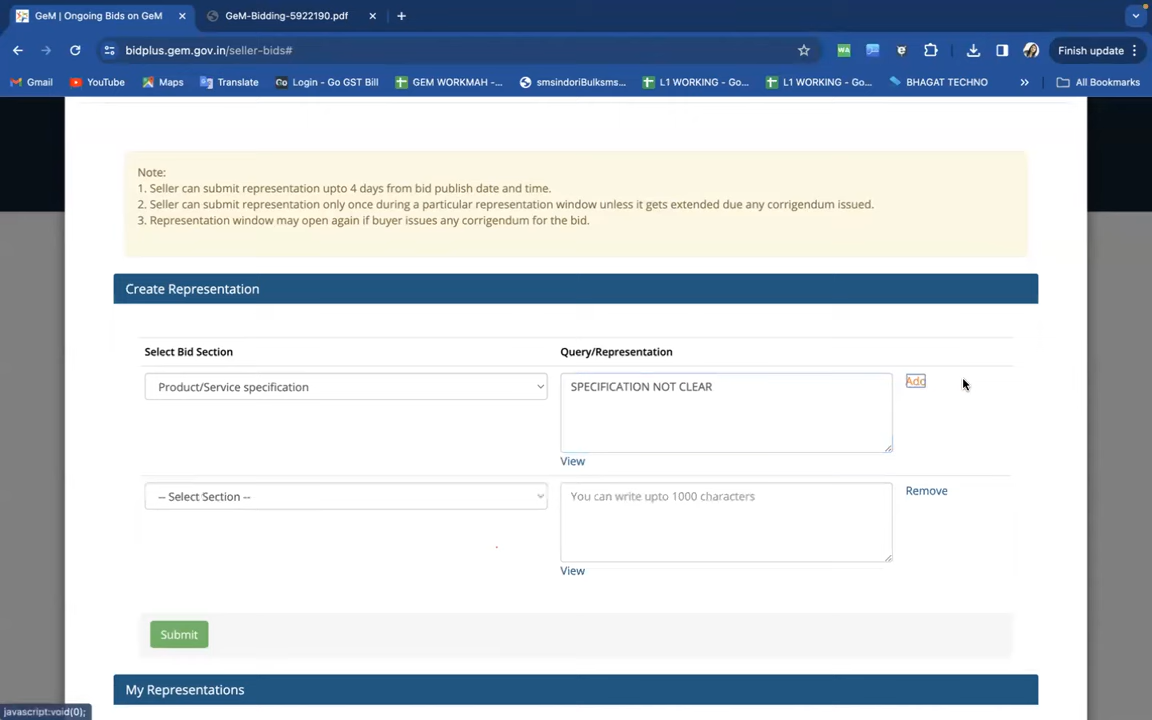 GeM | Ongoing Bids on GeM
GeM-Bidding-5922190.pdf
bidplus.gem.gov.in/seller-bids#
Finish update
Gmail
YouTube
Maps
Translate
Login - Go GST Bill
GEM WORKMAH -...
smsindoriBulksms...
L1 WORKING - Go...
L1 WORKING - Go...
BHAGAT TECHNO
All Bookmarks
Note:
1. Seller can submit representation upto 4 days from bid publish date and time.
2. Seller can submit representation only once during a particular representation window unless it gets extended due any corrigendum issued.
3. Representation window may open again if buyer issues any corrigendum for the bid.
Create Representation
Select Bid Section
Query/Representation
Product/Service specification
SPECIFICATION NOT CLEAR
Add
View
-- Select Section --
You can write upto 1000 characters
Remove
View
Submit
My Representations
javascript:void(0);